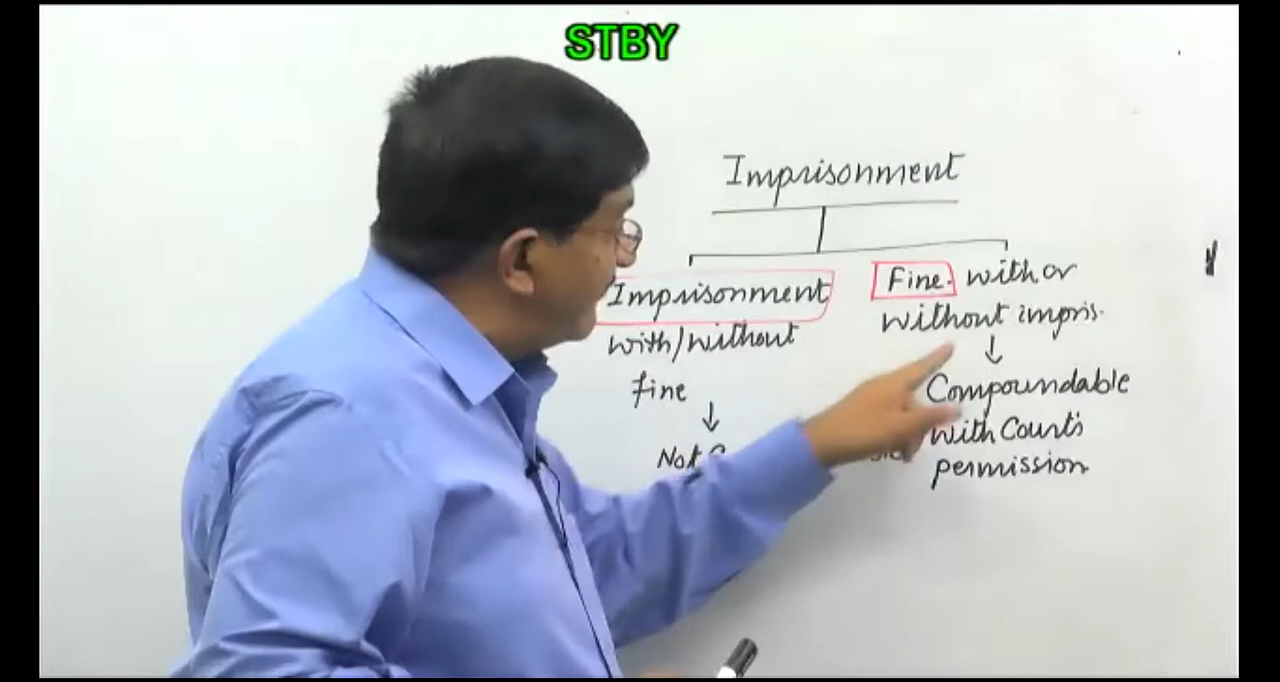 STBY
Imprisonment
Imprisonment
with/without
fine
Not
Fine. with or
without impris.
Compoundable
with Court's
permission